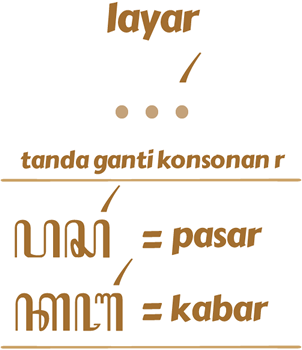 layar
•••ꦂ
tanda ganti konsonan r
ꦥꦱꦂ = pasar
ꦏꦧꦂ = kabar